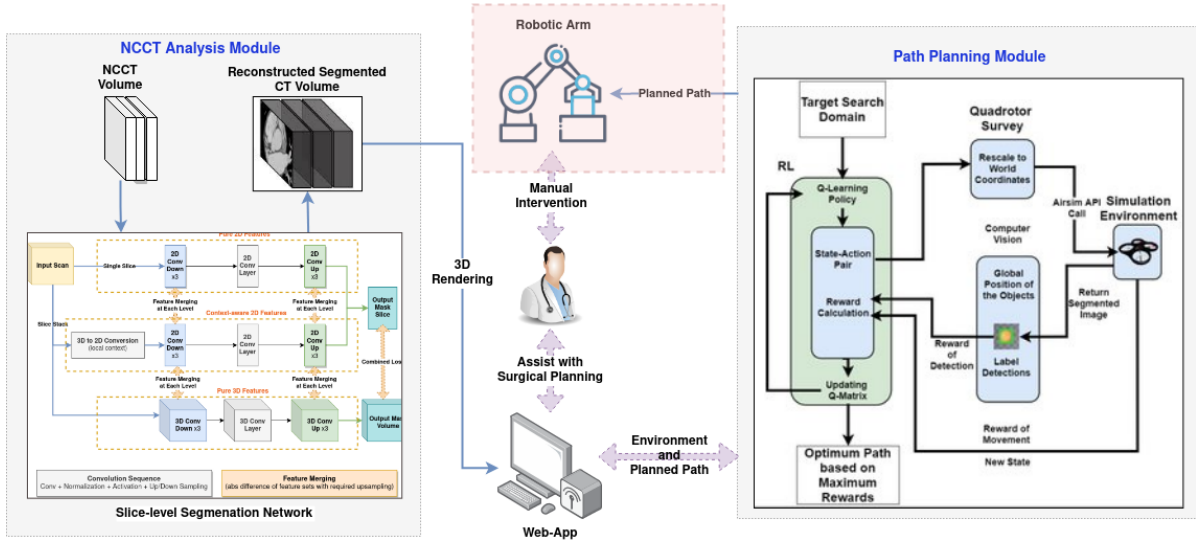 NCCT Analysis Module
NCCT
Volume
Reconstructed Segmented
CT Volume
Pure 2D Features
Input Scan
Single Slice
2D
Conv
Down
x3
2D
Conv
Layer
2D
Conv
Up
x3
Feature Merging
at Each Level
Feature Merging
at Each Level
Output
Mask
Slice
Context-aware 2D Features
Slice Stack
3D to 2D Conversion
(local context)
2D
Conv
Down
x3
2D
Conv
Layer
2D
Conv
Up
x3
Combined Los
Feature Merging
at Each Level
Feature Merging
at Each Level
Pure 3D Features
3D Conv
Down x3
3D Conv
Layer
3D Conv
Up x3
Output Mas
Volume
Convolution Sequence
Conv + Normalization + Activation + Up/Down Sampling
Feature Merging
(abs difference of feature sets with required upsampling)
Slice-level Segmenation Network
3D
Rendering
Robotic Arm
Planned Path
Manual
Intervention
Assist with
Surgical Planning
Web-App
Environment
and
Planned Path
Path Planning Module
Target Search
Domain
RL
Q-Learning
Policy
State-Action
Pair
Reward
Calculation
Updating
Q-Matrix
Optimum Path
based on
Maximum
Rewards
Quadrotor
Survey
Rescale to
World
Coordinates
Airsim API
Call
Simulation
Environment
Computer
Vision
Global
Position of
the Objects
Label
Detections
Return
Segmented
Image
Reward
of
Detection
Reward of
Movement
New State